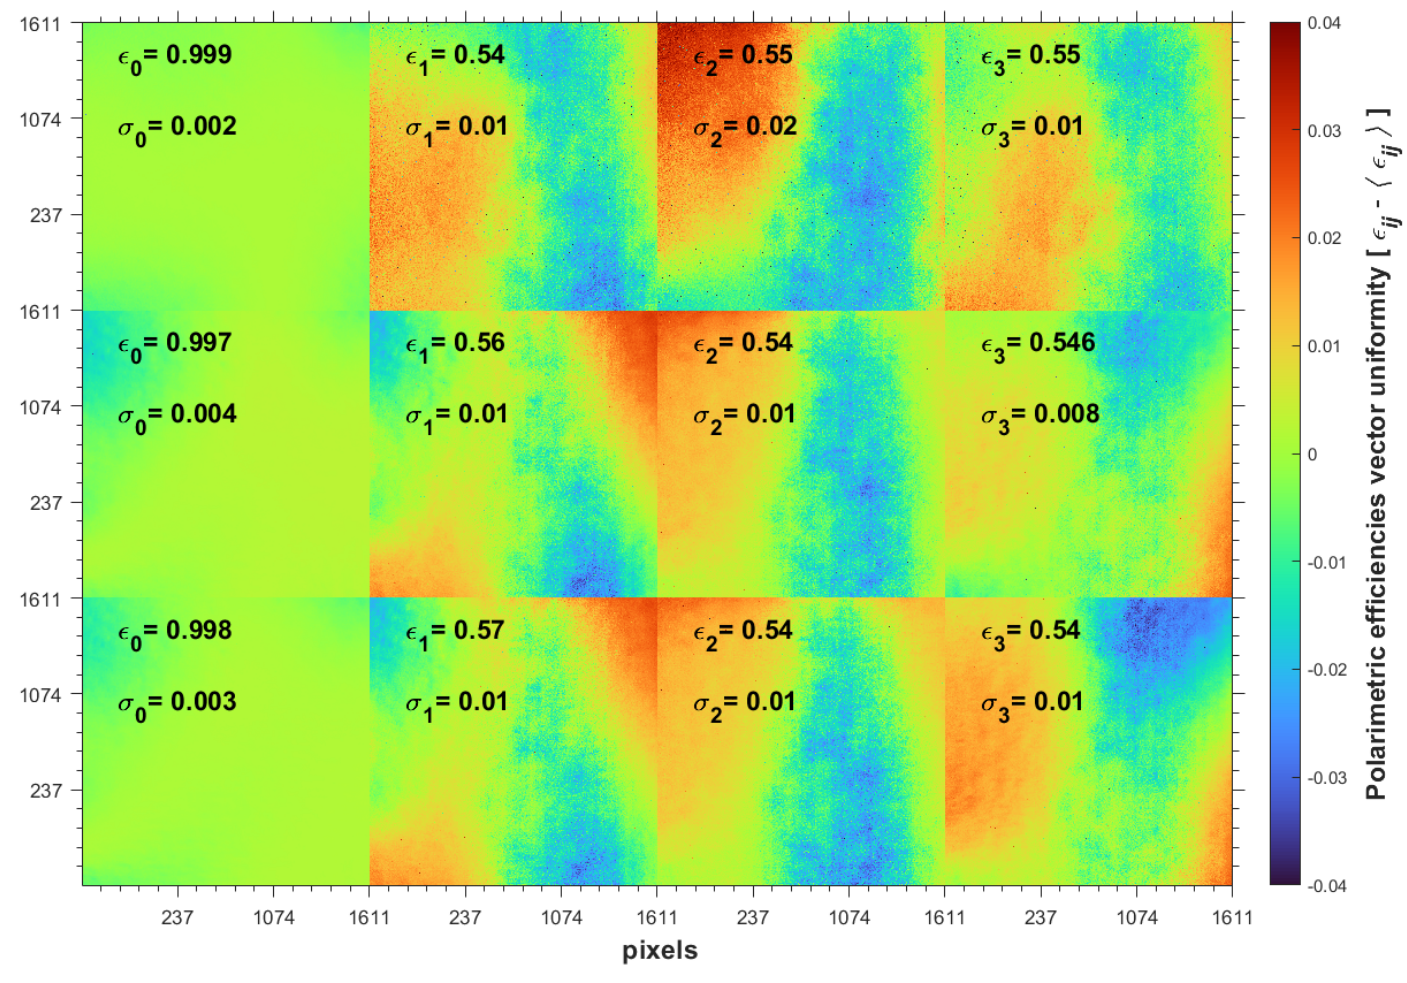 1611
ϵ0= 0.999
ϵ1= 0.54
ϵ2= 0.55
ϵ3= 0.55
1074
σ0= 0.002
σ1= 0.01
σ2= 0.02
σ3= 0.01
237
1611
ϵ0= 0.997
ϵ1= 0.56
ϵ2= 0.54
ϵ3= 0.546
1074
σ0= 0.004
σ1= 0.01
σ2= 0.01
σ3= 0.008
237
1611
ϵ0= 0.998
ϵ1= 0.57
ϵ2= 0.54
ϵ3= 0.54
1074
σ0= 0.003
σ1= 0.01
σ2= 0.01
σ3= 0.01
237
237 1074 1611 237 1074 1611 237 1074 1611 237 1074 1611
pixels
0.04
0.03
0.02
0.01
0
-0.01
-0.02
-0.03
-0.04
Polarimetric efficiencies vector uniformity [ ϵij - ⟨ ϵij ⟩ ]